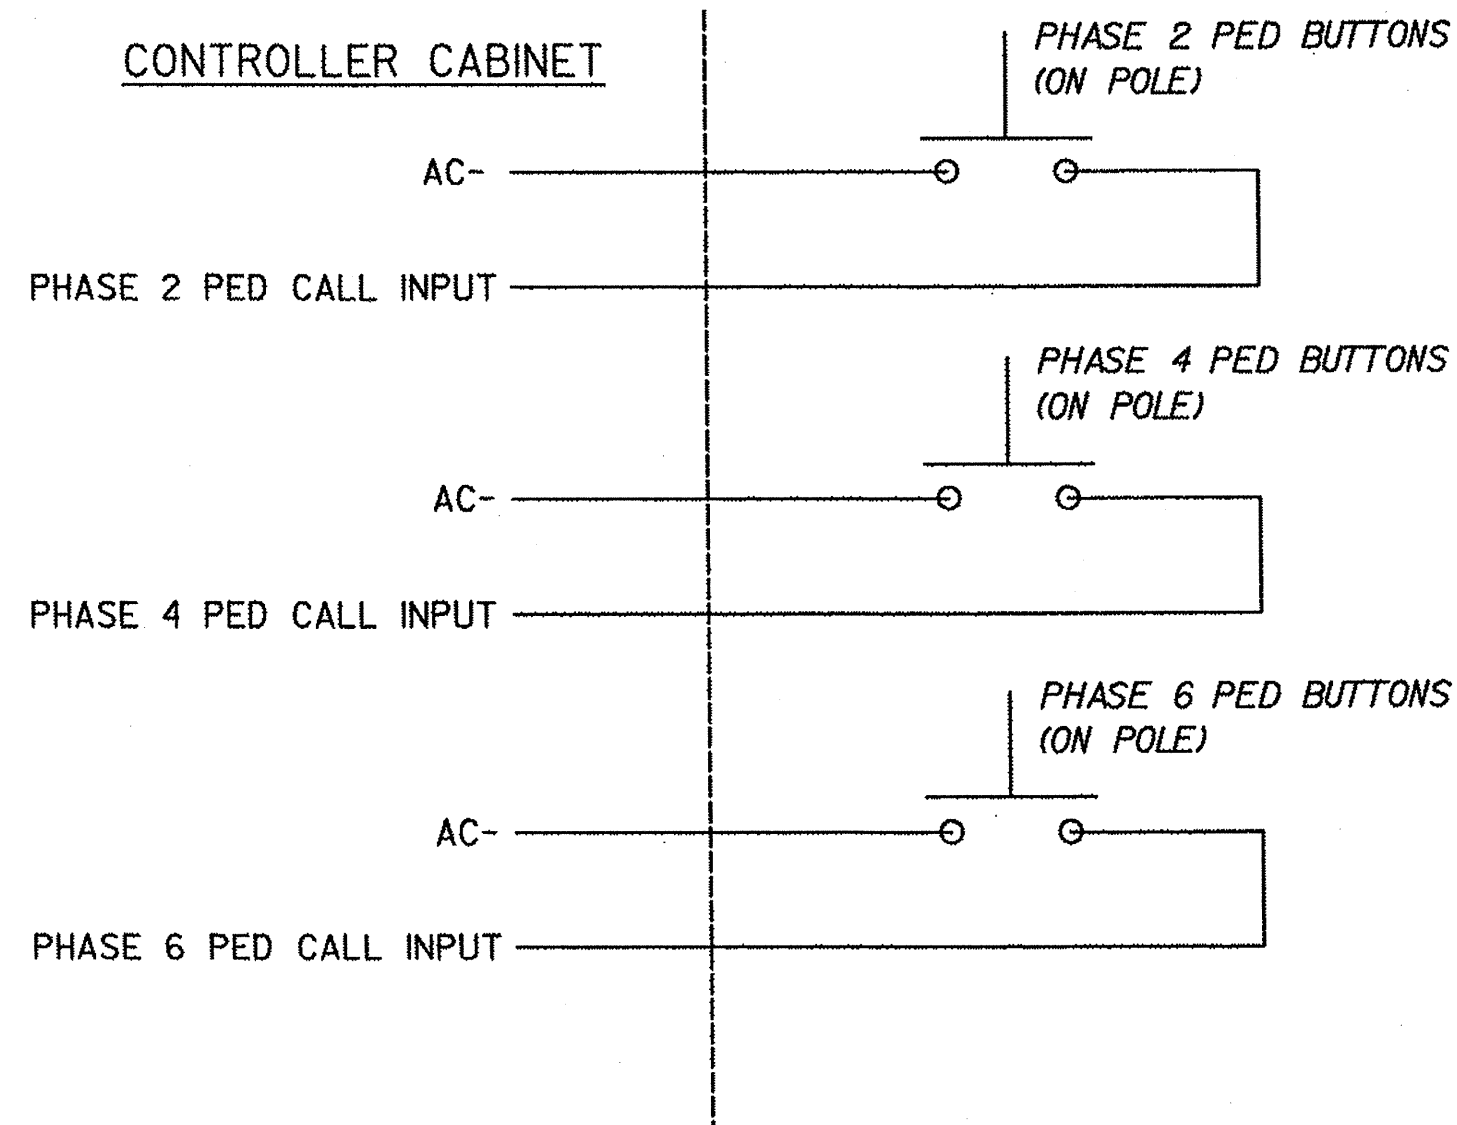 CONTROLLER CABINET
PHASE 2 PED BUTTONS
(ON POLE)
AC-
PHASE 2 PED CALL INPUT
PHASE 4 PED BUTTONS
(ON POLE)
AC-
PHASE 4 PED CALL INPUT
PHASE 6 PED BUTTONS
(ON POLE)
AC-
PHASE 6 PED CALL INPUT